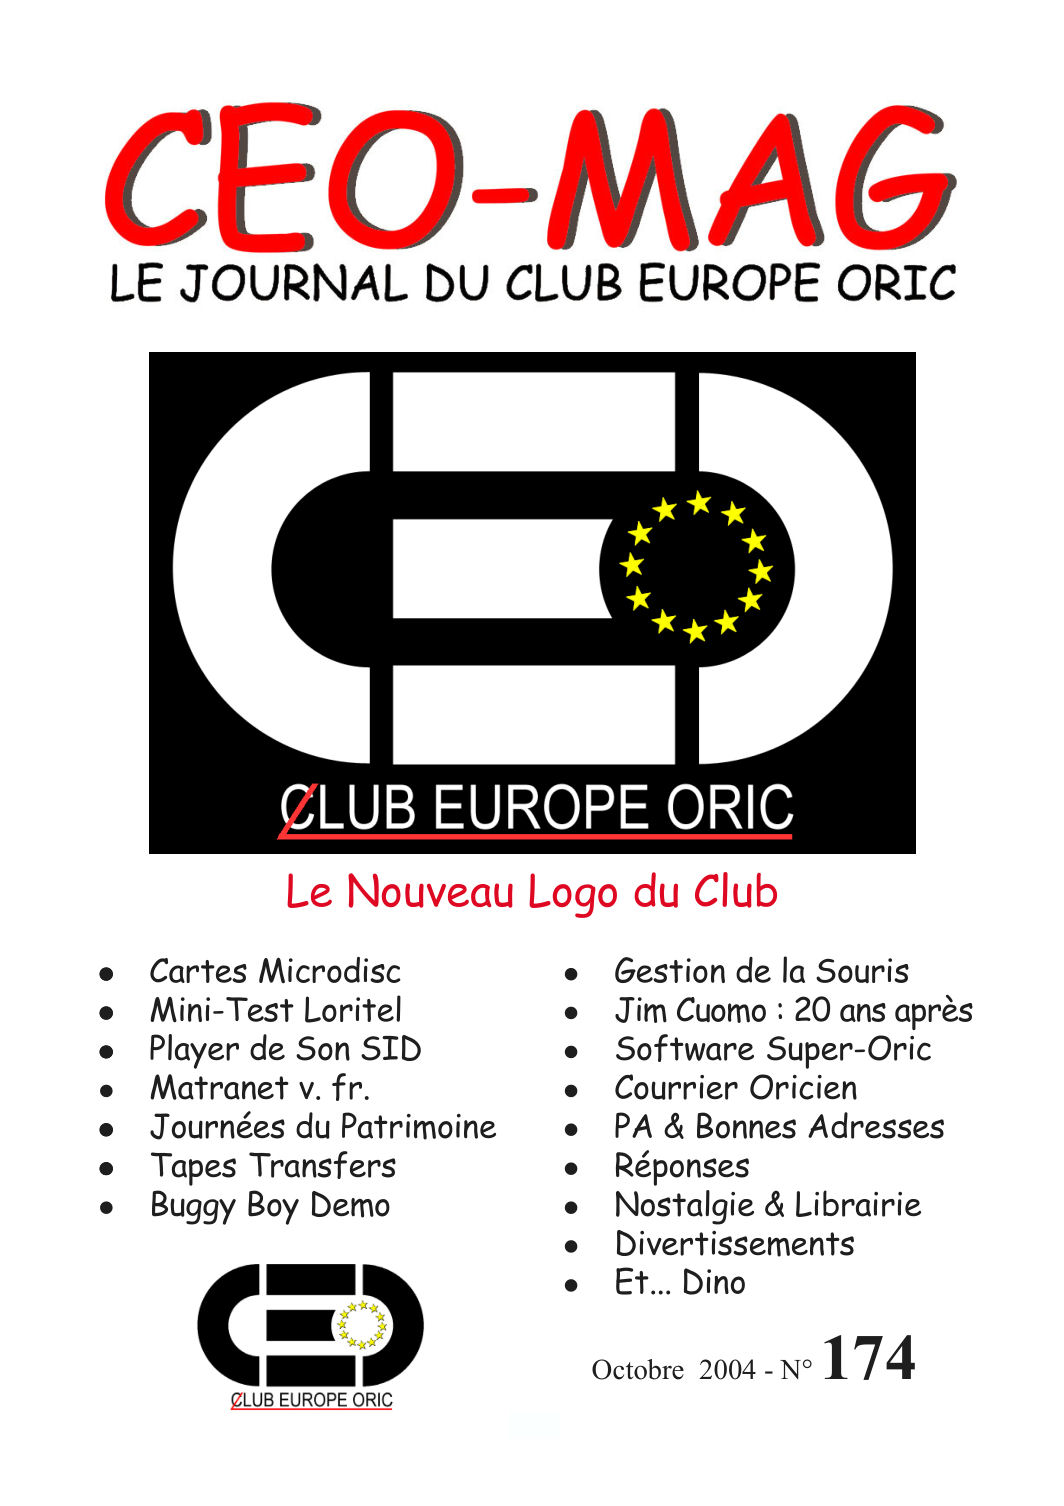 CEO-MAG
LE JOURNAL DU CLUB EUROPE ORIC
CLUB EUROPE ORIC
Le Nouveau Logo du Club
● Cartes Microdisc
● Mini-Test Loritel
● Player de Son SID
● Matranet v. fr.
● Journées du Patrimoine
● Tapes Transfers
● Buggy Boy Demo
● Gestion de la Souris
● Jim Cuomo : 20 ans après
● Software Super-Oric
● Courrier Oricien
● PA & Bonnes Adresses
● Réponses
● Nostalgie & Librairie
● Divertissements
● Et... Dino
CLUB EUROPE ORIC
Octobre 2004 - N° 174